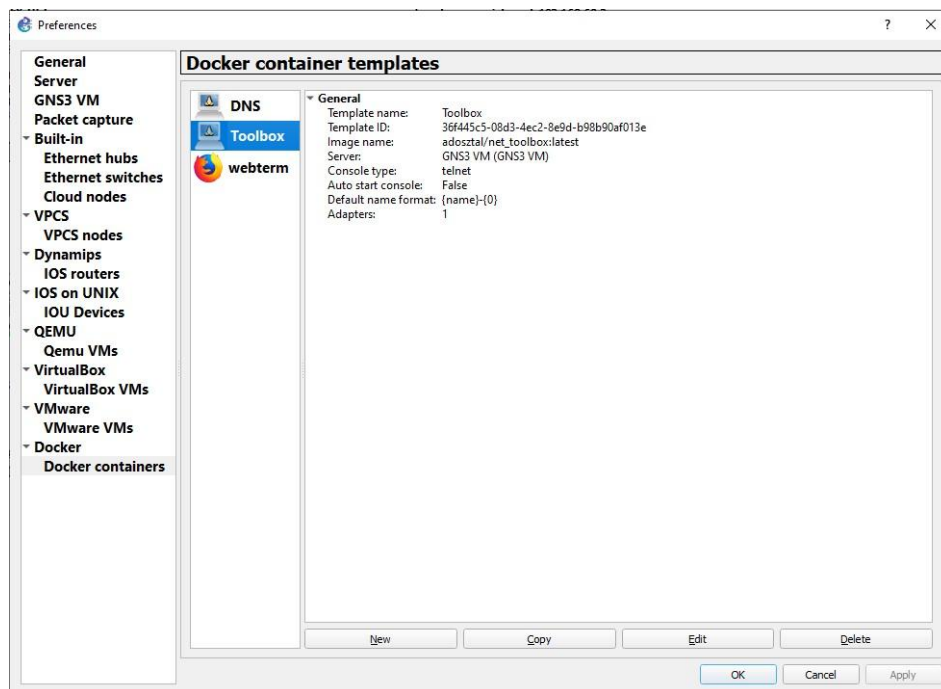 Preferences
?
General
Server
GNS3 VM
Packet capture
Built-in
Ethernet hubs
Ethernet switches
Cloud nodes
VPCS
VPCS nodes
Dynamips
IOS routers
IOS on UNIX
IOU Devices
QEMU
Qemu VMs
VirtualBox
VirtualBox VMs
VMware
VMware VMs
Docker
Docker containers
Docker container templates
DNS
Toolbox
webterm
General
Template name: Toolbox
Template ID: 36f445c5-08d3-4ec2-8e9d-b98b90af013e
Image name: adosztal/net_toolbox:latest
Server: GNS3 VM (GNS3 VM)
Console type: telnet
Auto start console: False
Default name format: {name}-{0}
Adapters: 1
New Copy Edit Delete
OK Cancel Apply